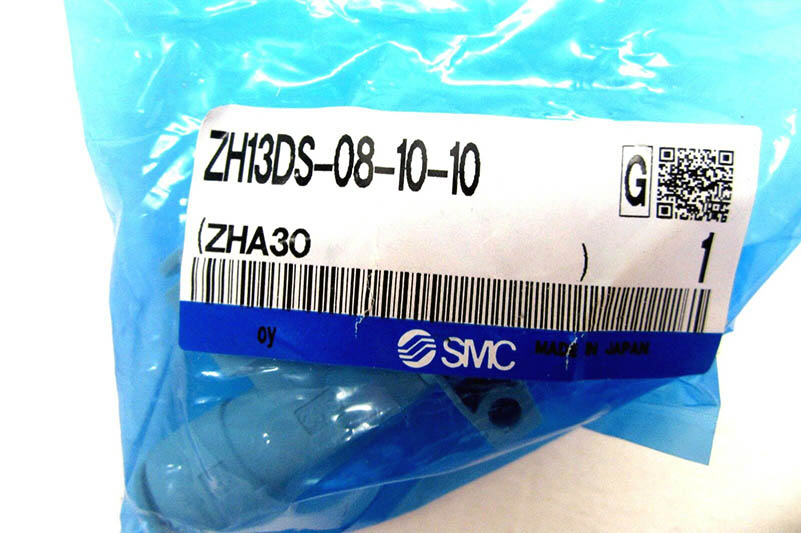 ZH13DS-08-10-10
G
(ZHA30 )
1
oy SMC MADE IN JAPAN